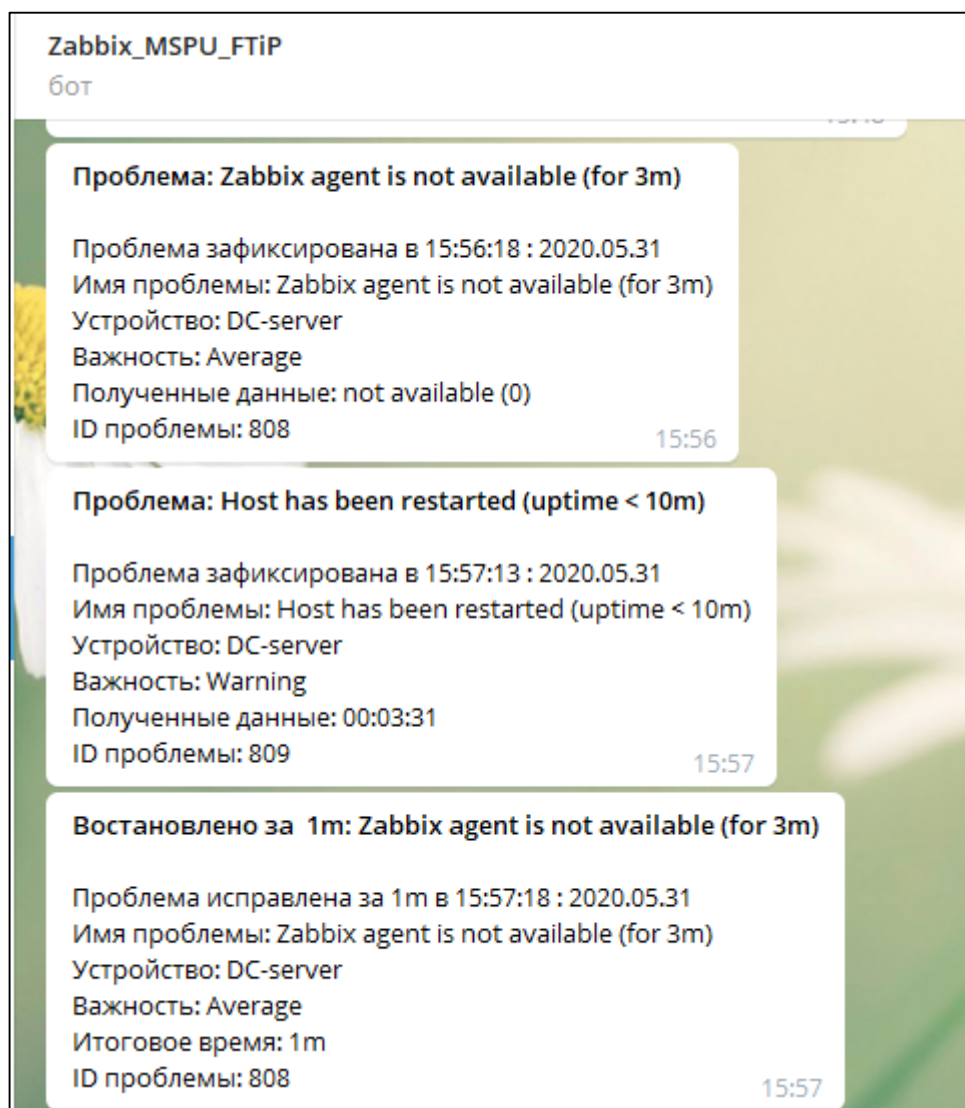 Zabbix_MSPU_FTiP
бот
Проблема: Zabbix agent is not available (for 3m)
Проблема зафиксирована в 15:56:18 : 2020.05.31
Имя проблемы: Zabbix agent is not available (for 3m)
Устройство: DC-server
Важность: Average
Полученные данные: not available (0)
ID проблемы: 808
15:56
Проблема: Host has been restarted (uptime < 10m)
Проблема зафиксирована в 15:57:13 : 2020.05.31
Имя проблемы: Host has been restarted (uptime < 10m)
Устройство: DC-server
Важность: Warning
Полученные данные: 00:03:31
ID проблемы: 809
15:57
Востановлено за  1m: Zabbix agent is not available (for 3m)
Проблема исправлена за 1m в 15:57:18 : 2020.05.31
Имя проблемы: Zabbix agent is not available (for 3m)
Устройство: DC-server
Важность: Average
Итоговое время: 1m
ID проблемы: 808
15:57